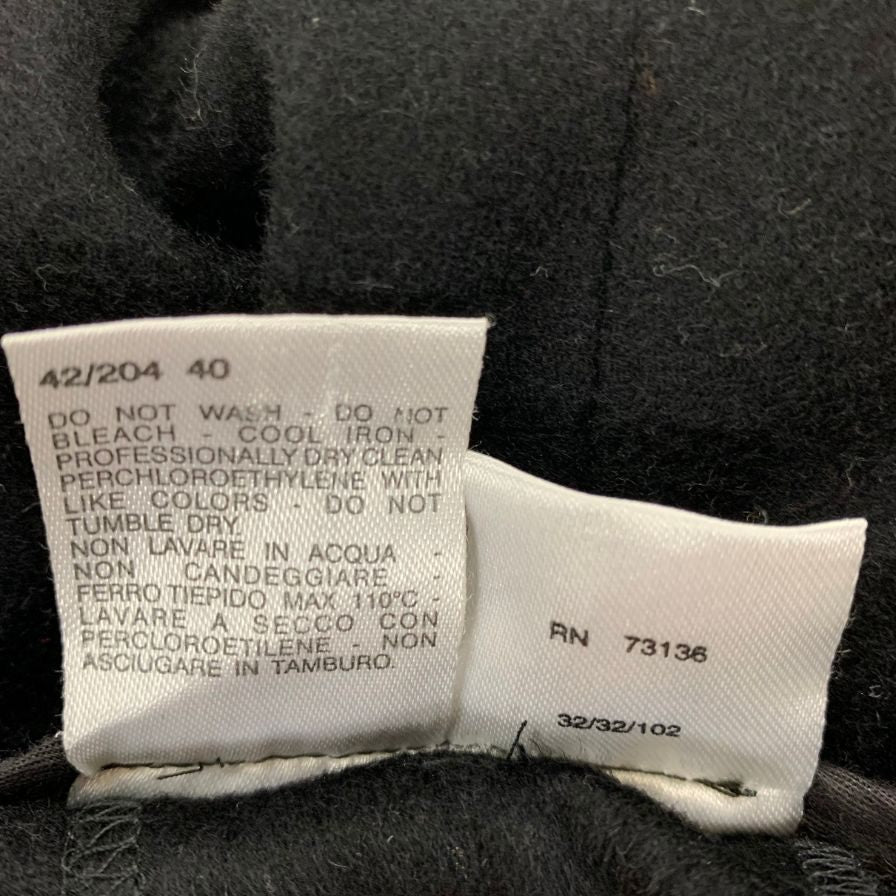 42/204 40
DO NOT WASH - DO NOT
BLEACH - COOL IRON -
PROFESSIONALLY DRY CLEAN
PERCHLOROETHYLENE WITH
LIKE COLORS - DO NOT
TUMBLE DRY.
NON LAVARE IN ACQUA -
NON CANDEGGIARE -
FERRO TIEPIDO MAX 110°C -
LAVARE A SECCO CON
PERCLOROETILENE - NON
ASCIUGARE IN TAMBURO.
RN 73136
32/32/102